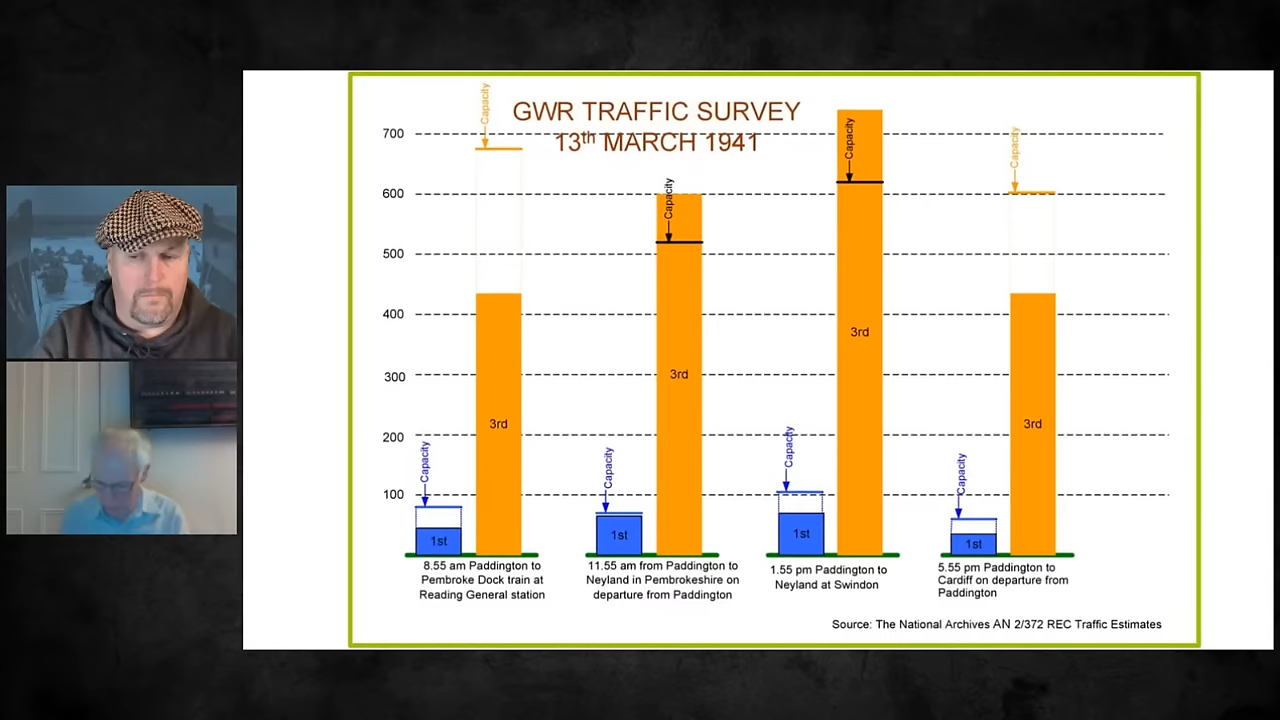 GWR TRAFFIC SURVEY
13th MARCH 1941
700
600
500
400
300
200
100
Capacity
Capacity
Capacity
Capacity
Capacity
Capacity
Capacity
Capacity
1st
3rd
1st
3rd
1st
3rd
1st
3rd
8.55 am Paddington to
Pembroke Dock train at
Reading General station
11.55 am from Paddington to
Neyland in Pembrokeshire on
departure from Paddington
1.55 pm Paddington to
Neyland at Swindon
5.55 pm Paddington to
Cardiff on departure from
Paddington
Source: The National Archives AN 2/372 REC Traffic Estimates